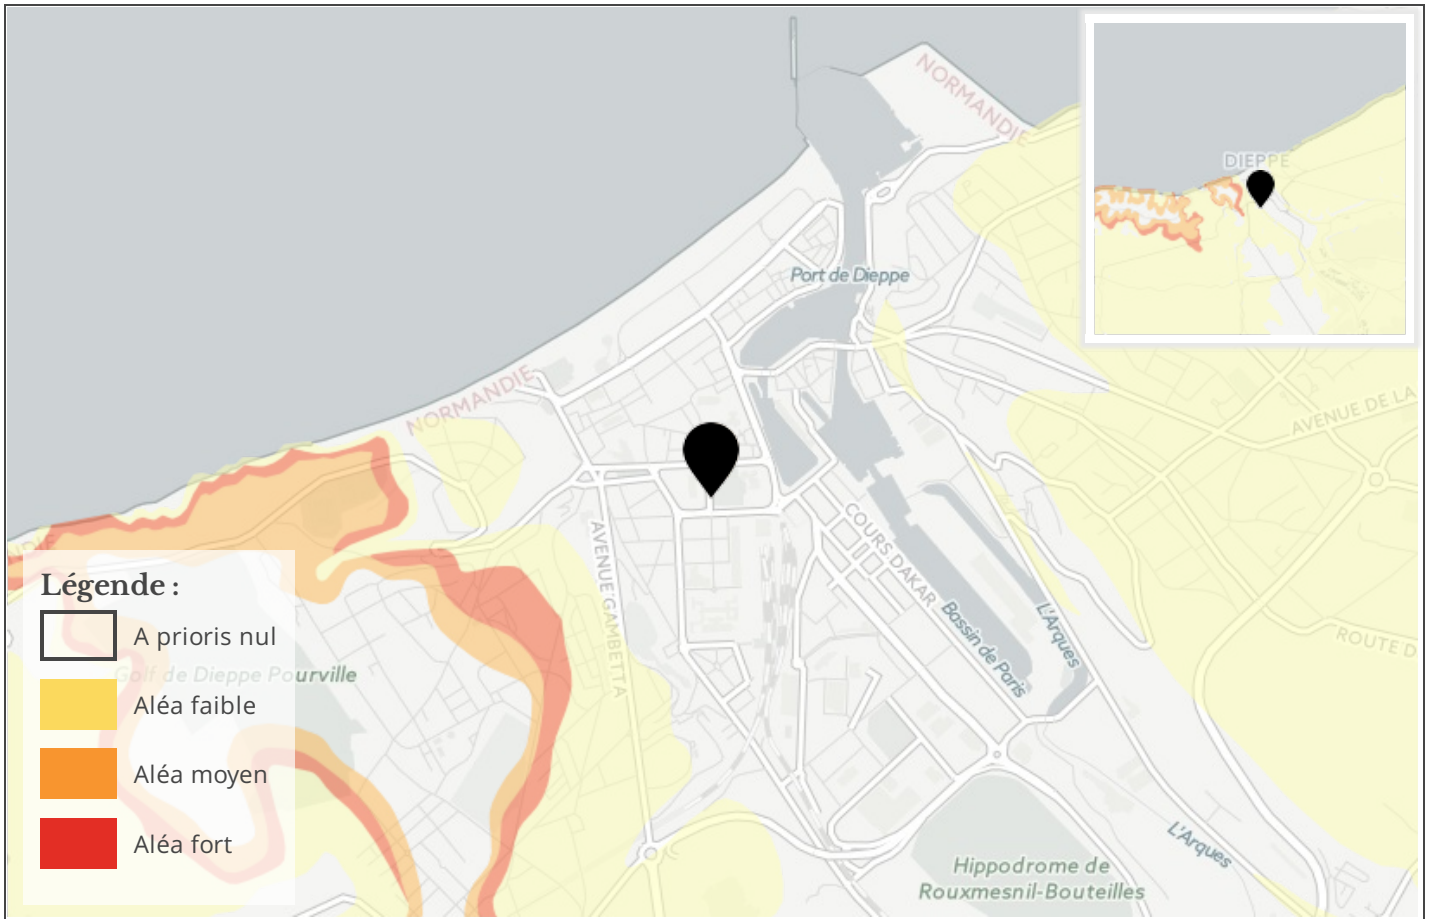 NORMANDIE
DIEPPE
Port de Dieppe
NORMANDIE
AVENUE DE LA
AVENUE GAMBETTA
COURS DAKAR
Bassin de Paris
L'Arques
ROUTE D
NDIE
Légende :
A prioris nul
Golf de Dieppe Pourville
Aléa faible
Aléa moyen
Aléa fort
L'Arques
Hippodrome de
Rouxmesnil-Bouteilles